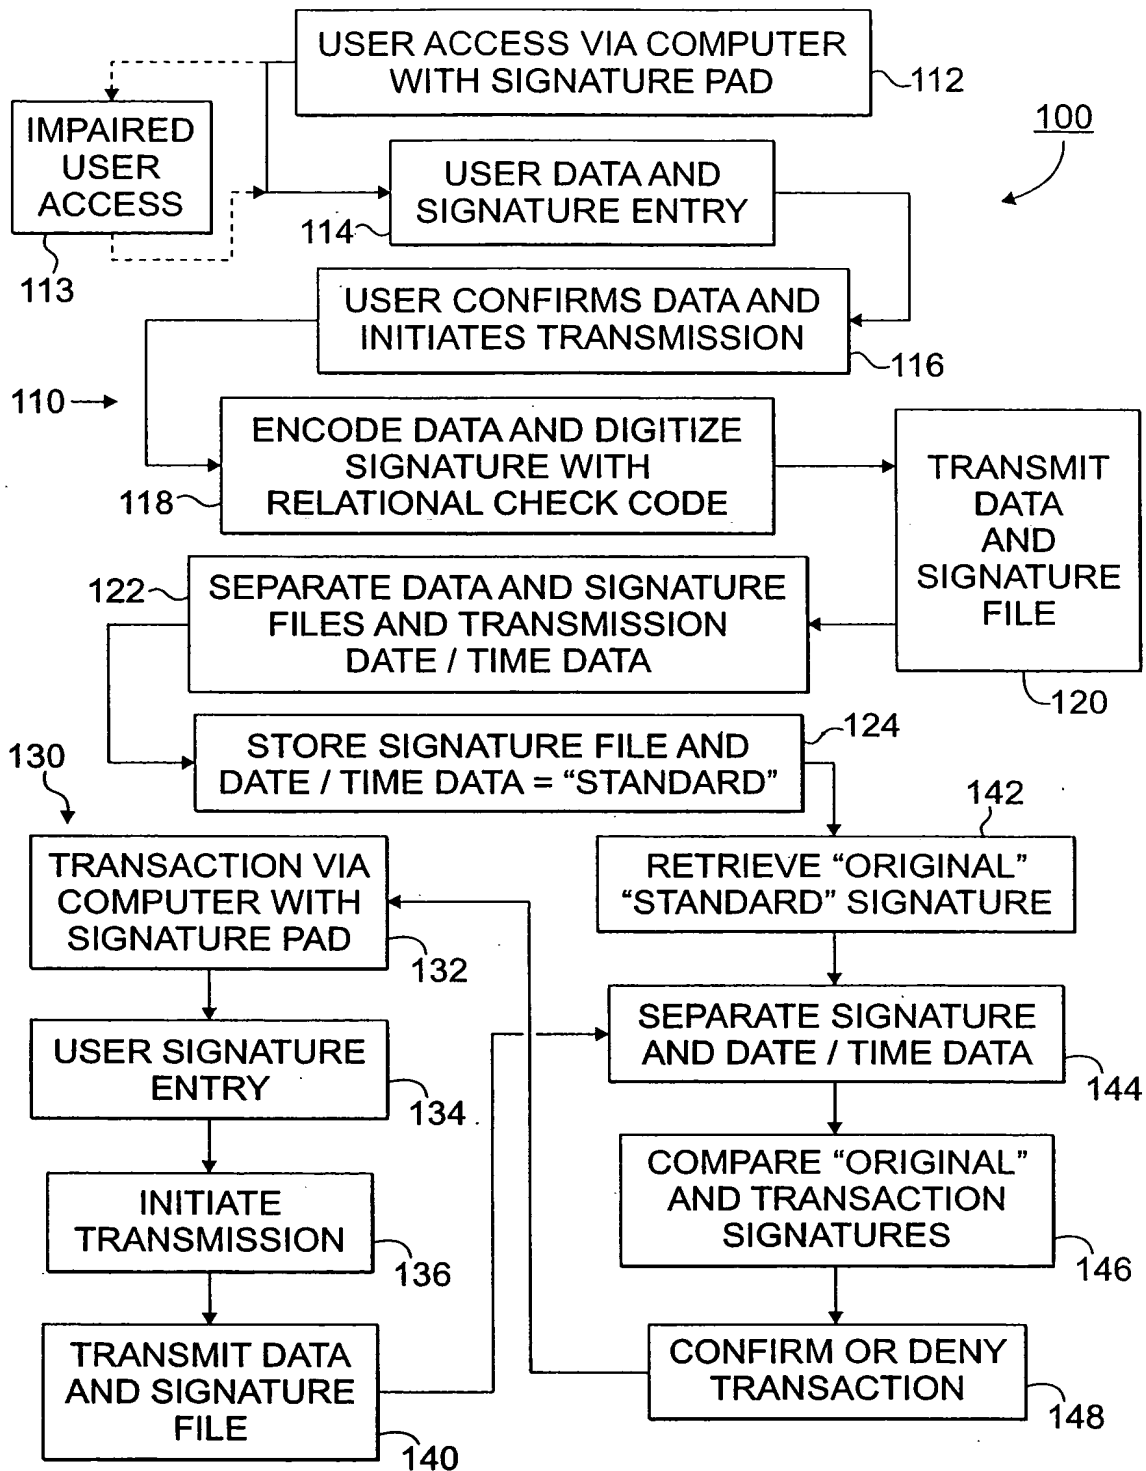 USER ACCESS VIA COMPUTER
WITH SIGNATURE PAD
112
100
IMPAIRED
USER
ACCESS
113
USER DATA AND
SIGNATURE ENTRY
114
USER CONFIRMS DATA AND
INITIATES TRANSMISSION
116
110
ENCODE DATA AND DIGITIZE
SIGNATURE WITH
RELATIONAL CHECK CODE
118
TRANSMIT
DATA
AND
SIGNATURE
FILE
120
122
SEPARATE DATA AND SIGNATURE
FILES AND TRANSMISSION
DATE / TIME DATA
124
STORE SIGNATURE FILE AND
DATE / TIME DATA = “STANDARD”
130
TRANSACTION VIA
COMPUTER WITH
SIGNATURE PAD
132
USER SIGNATURE
ENTRY
134
INITIATE
TRANSMISSION
136
TRANSMIT DATA
AND SIGNATURE
FILE
140
142
RETRIEVE “ORIGINAL”
“STANDARD” SIGNATURE
SEPARATE SIGNATURE
AND DATE / TIME DATA
144
COMPARE “ORIGINAL”
AND TRANSACTION
SIGNATURES
146
CONFIRM OR DENY
TRANSACTION
148